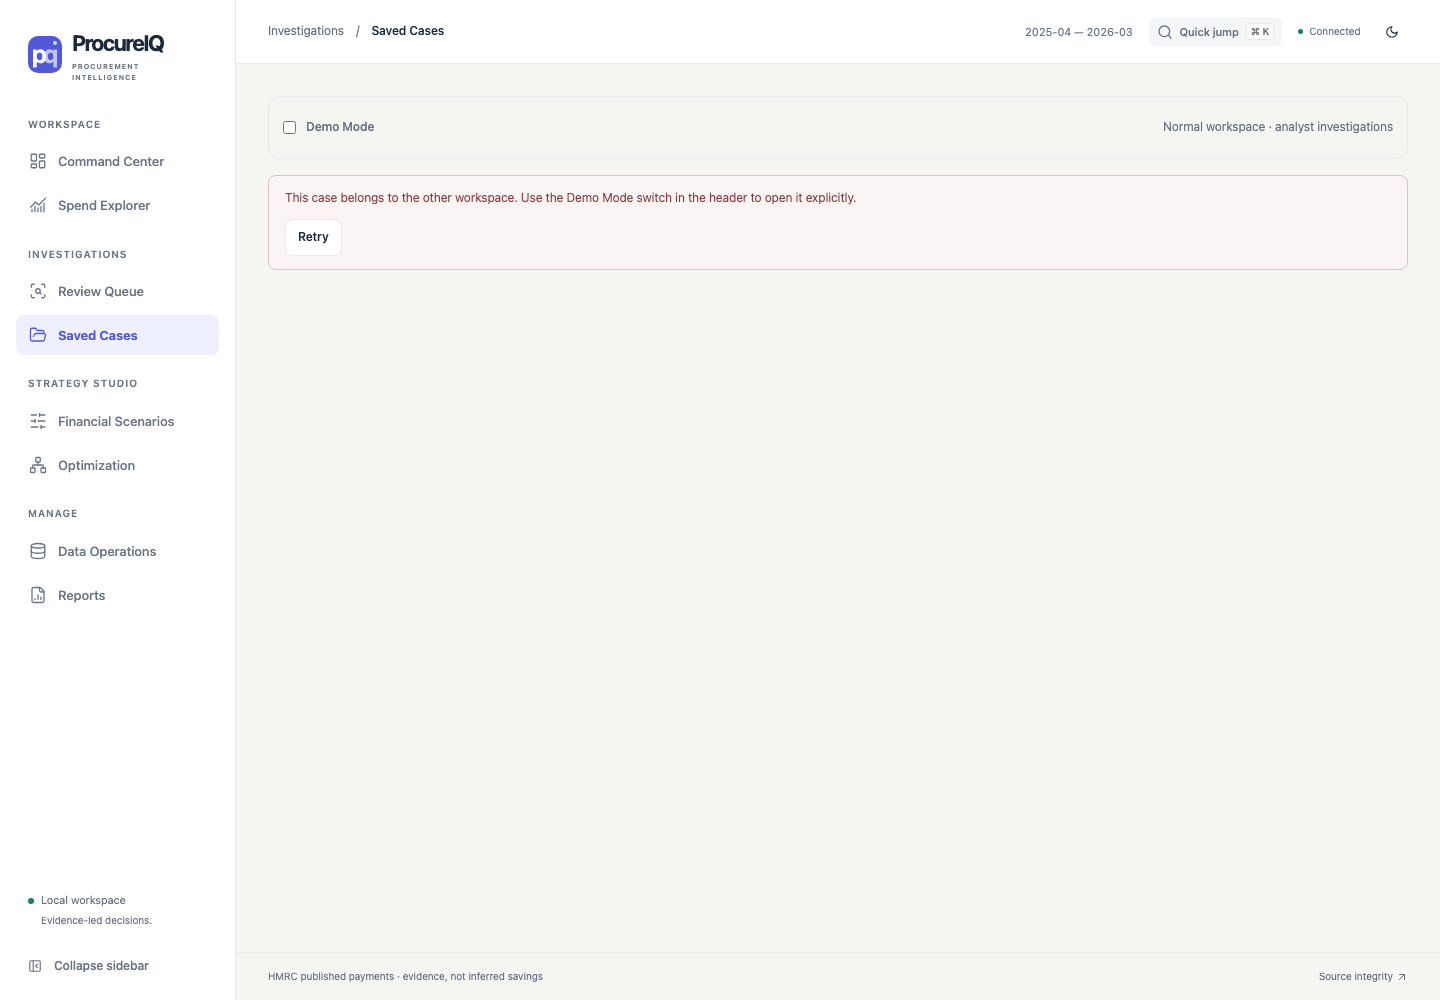 pq
ProcureIQ
PROCUREMENT
INTELLIGENCE
WORKSPACE
Command Center
Spend Explorer
INVESTIGATIONS
Review Queue
Saved Cases
STRATEGY STUDIO
Financial Scenarios
Optimization
MANAGE
Data Operations
Reports
Local workspace
Evidence-led decisions.
Collapse sidebar
Investigations / Saved Cases
2025-04 — 2026-03
Quick jump ⌘ K
Connected
Demo Mode
Normal workspace · analyst investigations
This case belongs to the other workspace. Use the Demo Mode switch in the header to open it explicitly.
Retry
HMRC published payments · evidence, not inferred savings
Source integrity